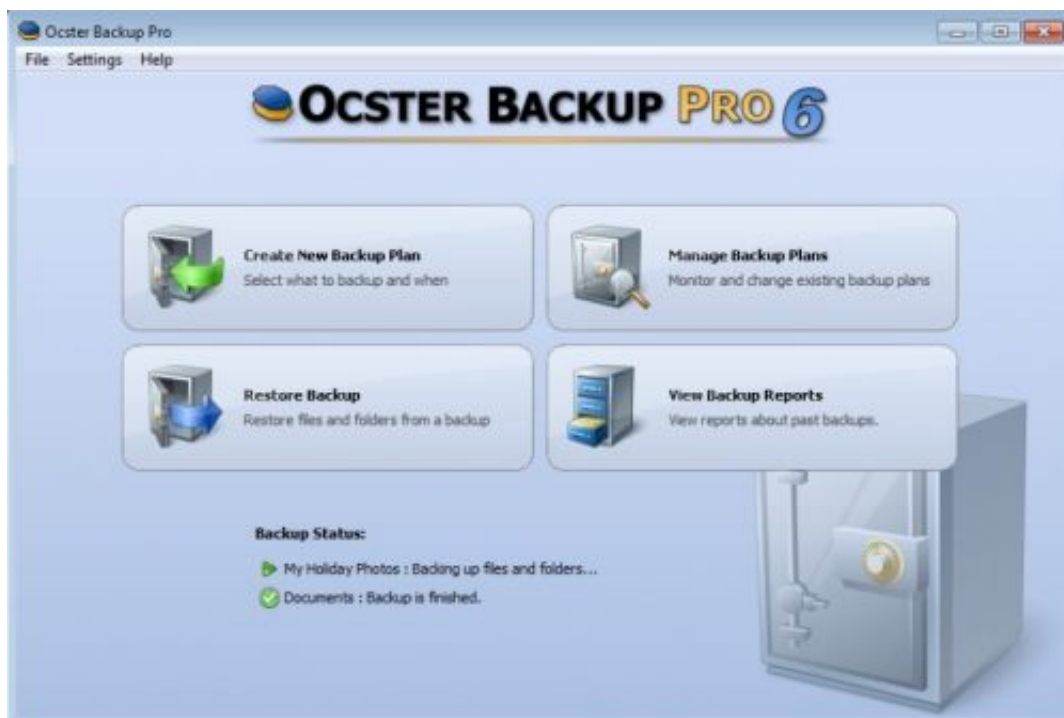 Ocster Backup Pro
File Settings Help
OCSTER BACKUP PRO 6
Create New Backup Plan
Select what to backup and when
Manage Backup Plans
Monitor and change existing backup plans
Restore Backup
Restore files and folders from a backup
View Backup Reports
View reports about past backups.
Backup Status:
My Holiday Photos : Backing up files and folders...
Documents : Backup is finished.